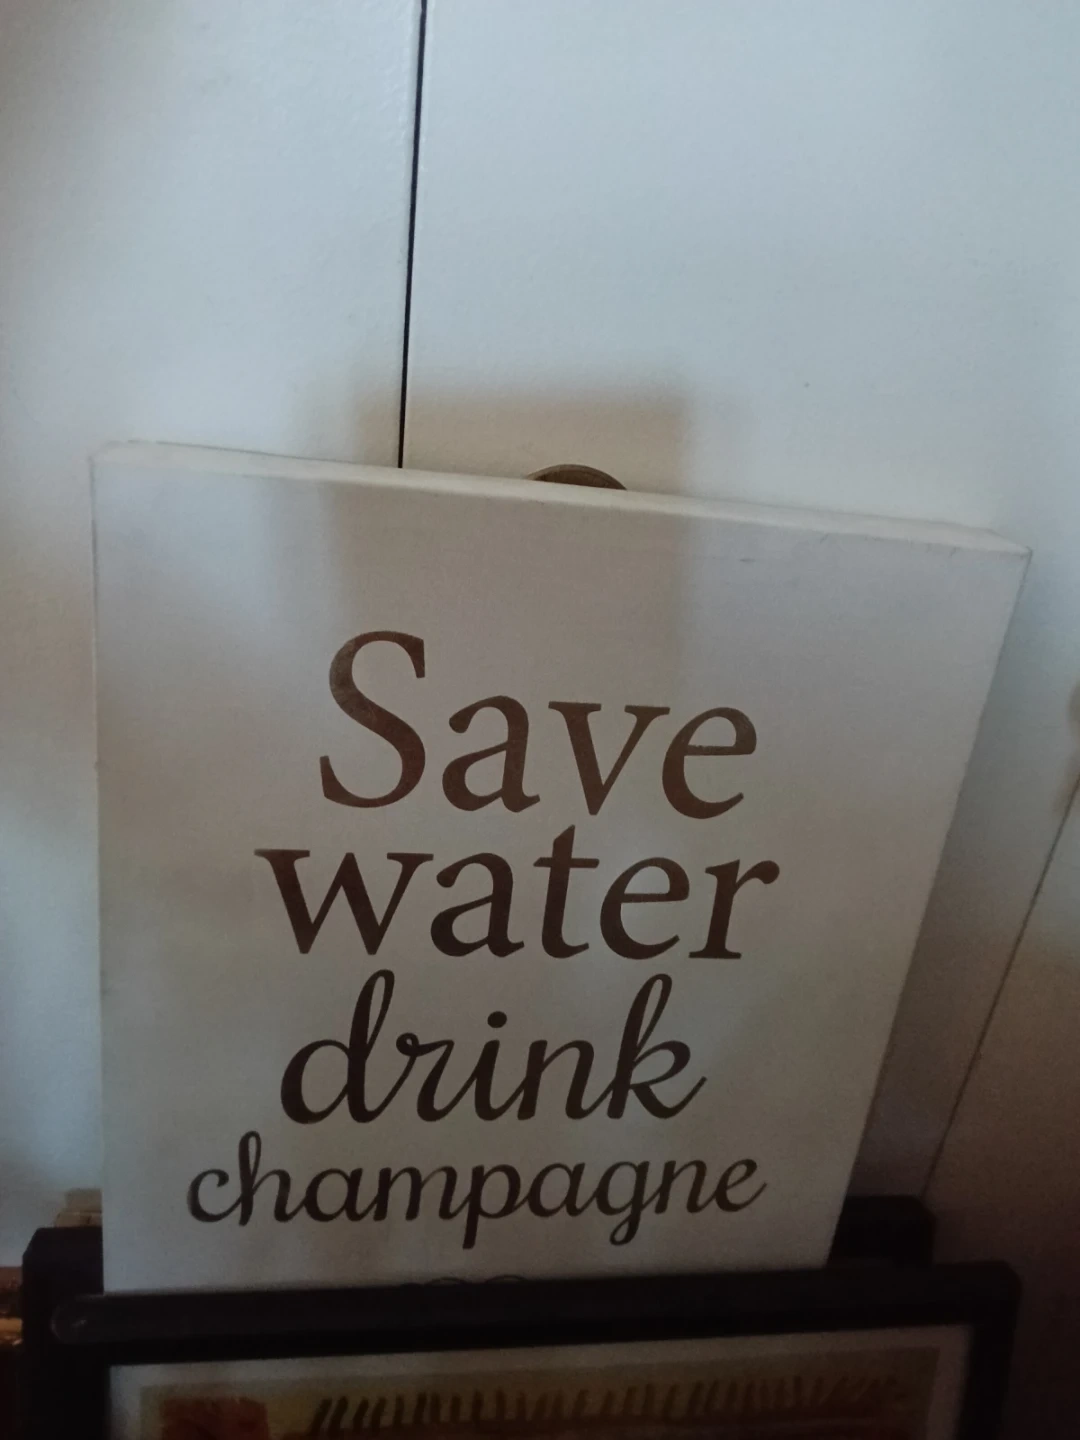 Save
water
drink
champagne